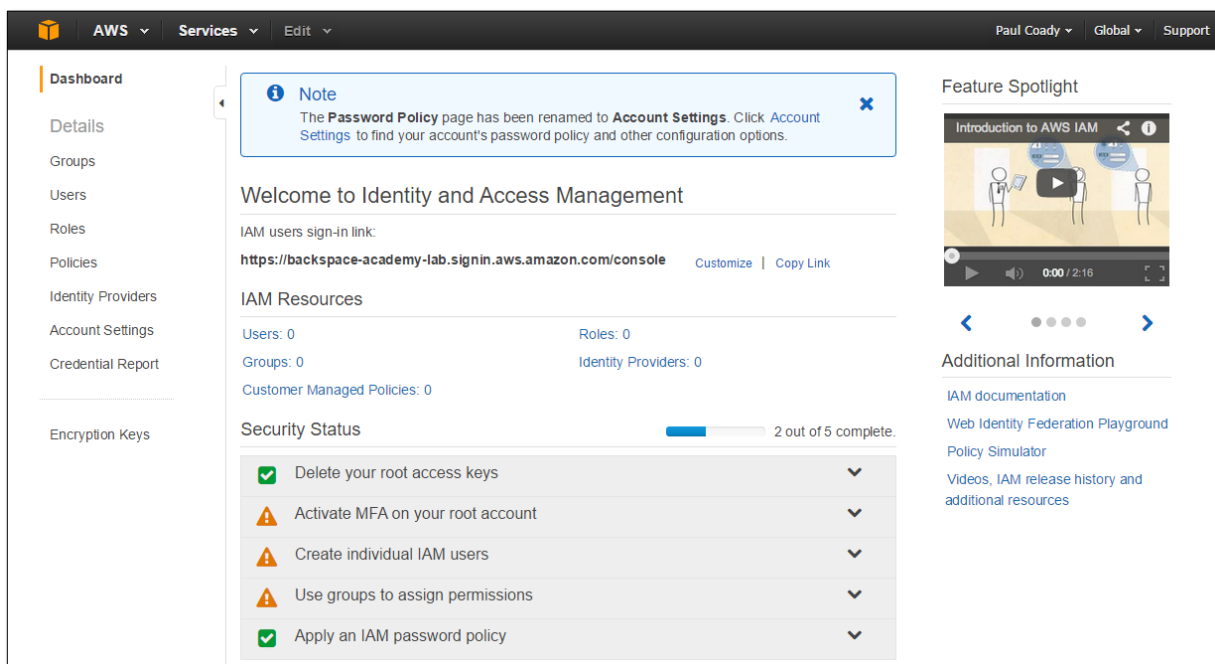 AWS Services Edit Paul Coady Global Support
Dashboard
Details
Groups
Users
Roles
Policies
Identity Providers
Account Settings
Credential Report
Encryption Keys
Note
The Password Policy page has been renamed to Account Settings. Click Account
Settings to find your account's password policy and other configuration options.
Welcome to Identity and Access Management
IAM users sign-in link:
https://backspace-academy-lab.signin.aws.amazon.com/console Customize | Copy Link
IAM Resources
Users: 0 Roles: 0
Groups: 0 Identity Providers: 0
Customer Managed Policies: 0
Security Status 2 out of 5 complete.
Delete your root access keys
Activate MFA on your root account
Create individual IAM users
Use groups to assign permissions
Apply an IAM password policy
Feature Spotlight
Introduction to AWS IAM
0:00 / 2:16
Additional Information
IAM documentation
Web Identity Federation Playground
Policy Simulator
Videos, IAM release history and
additional resources